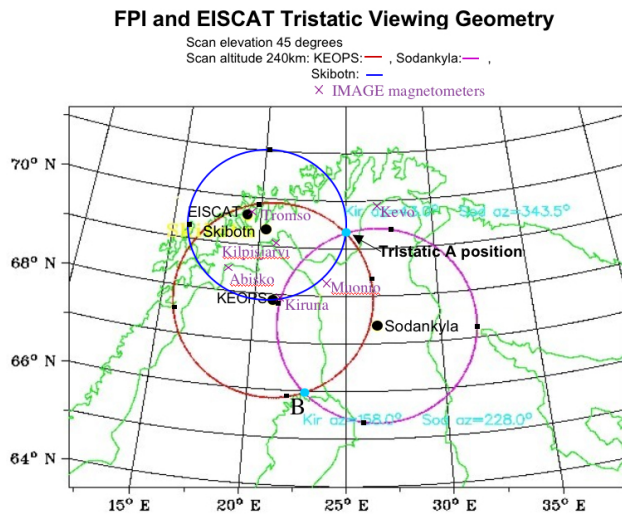 FPI and EISCAT Tristatic Viewing Geometry
Scan elevation 45 degrees
Scan altitude 240km: KEOPS: , Sodankyla: ,
Skibotn:
× IMAGE magnetometers
70° N
68° N
66° N
64° N
EISCAT
Tromso
Kevo
Kir az= Sod az=343.5°
Skibotn
Kilpisjarvi
Tristatic A position
Abisko
Muonio
KEOPS
Kiruna
Sodankyla
B
Kir az=158.0° Sod az=228.0°
15° E
20° E
25° E
30° E
35° E